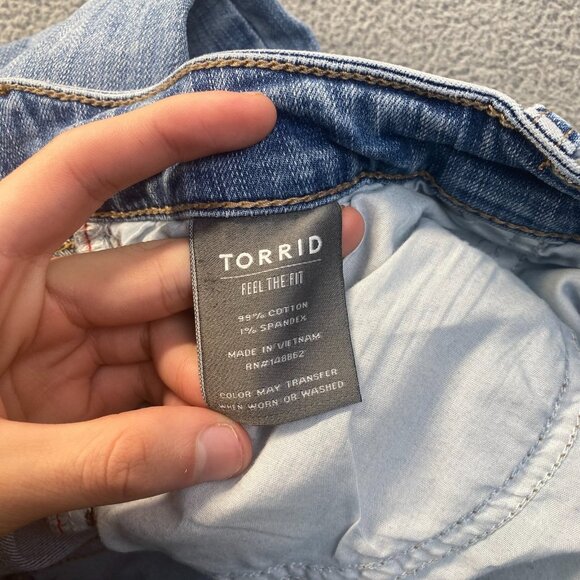 TORRID
FEEL THE FIT
99% COTTON
1% SPANDEX
MADE IN VIETNAM
RN#148862
COLOR MAY TRANSFER
WHEN WORN OR WASHED